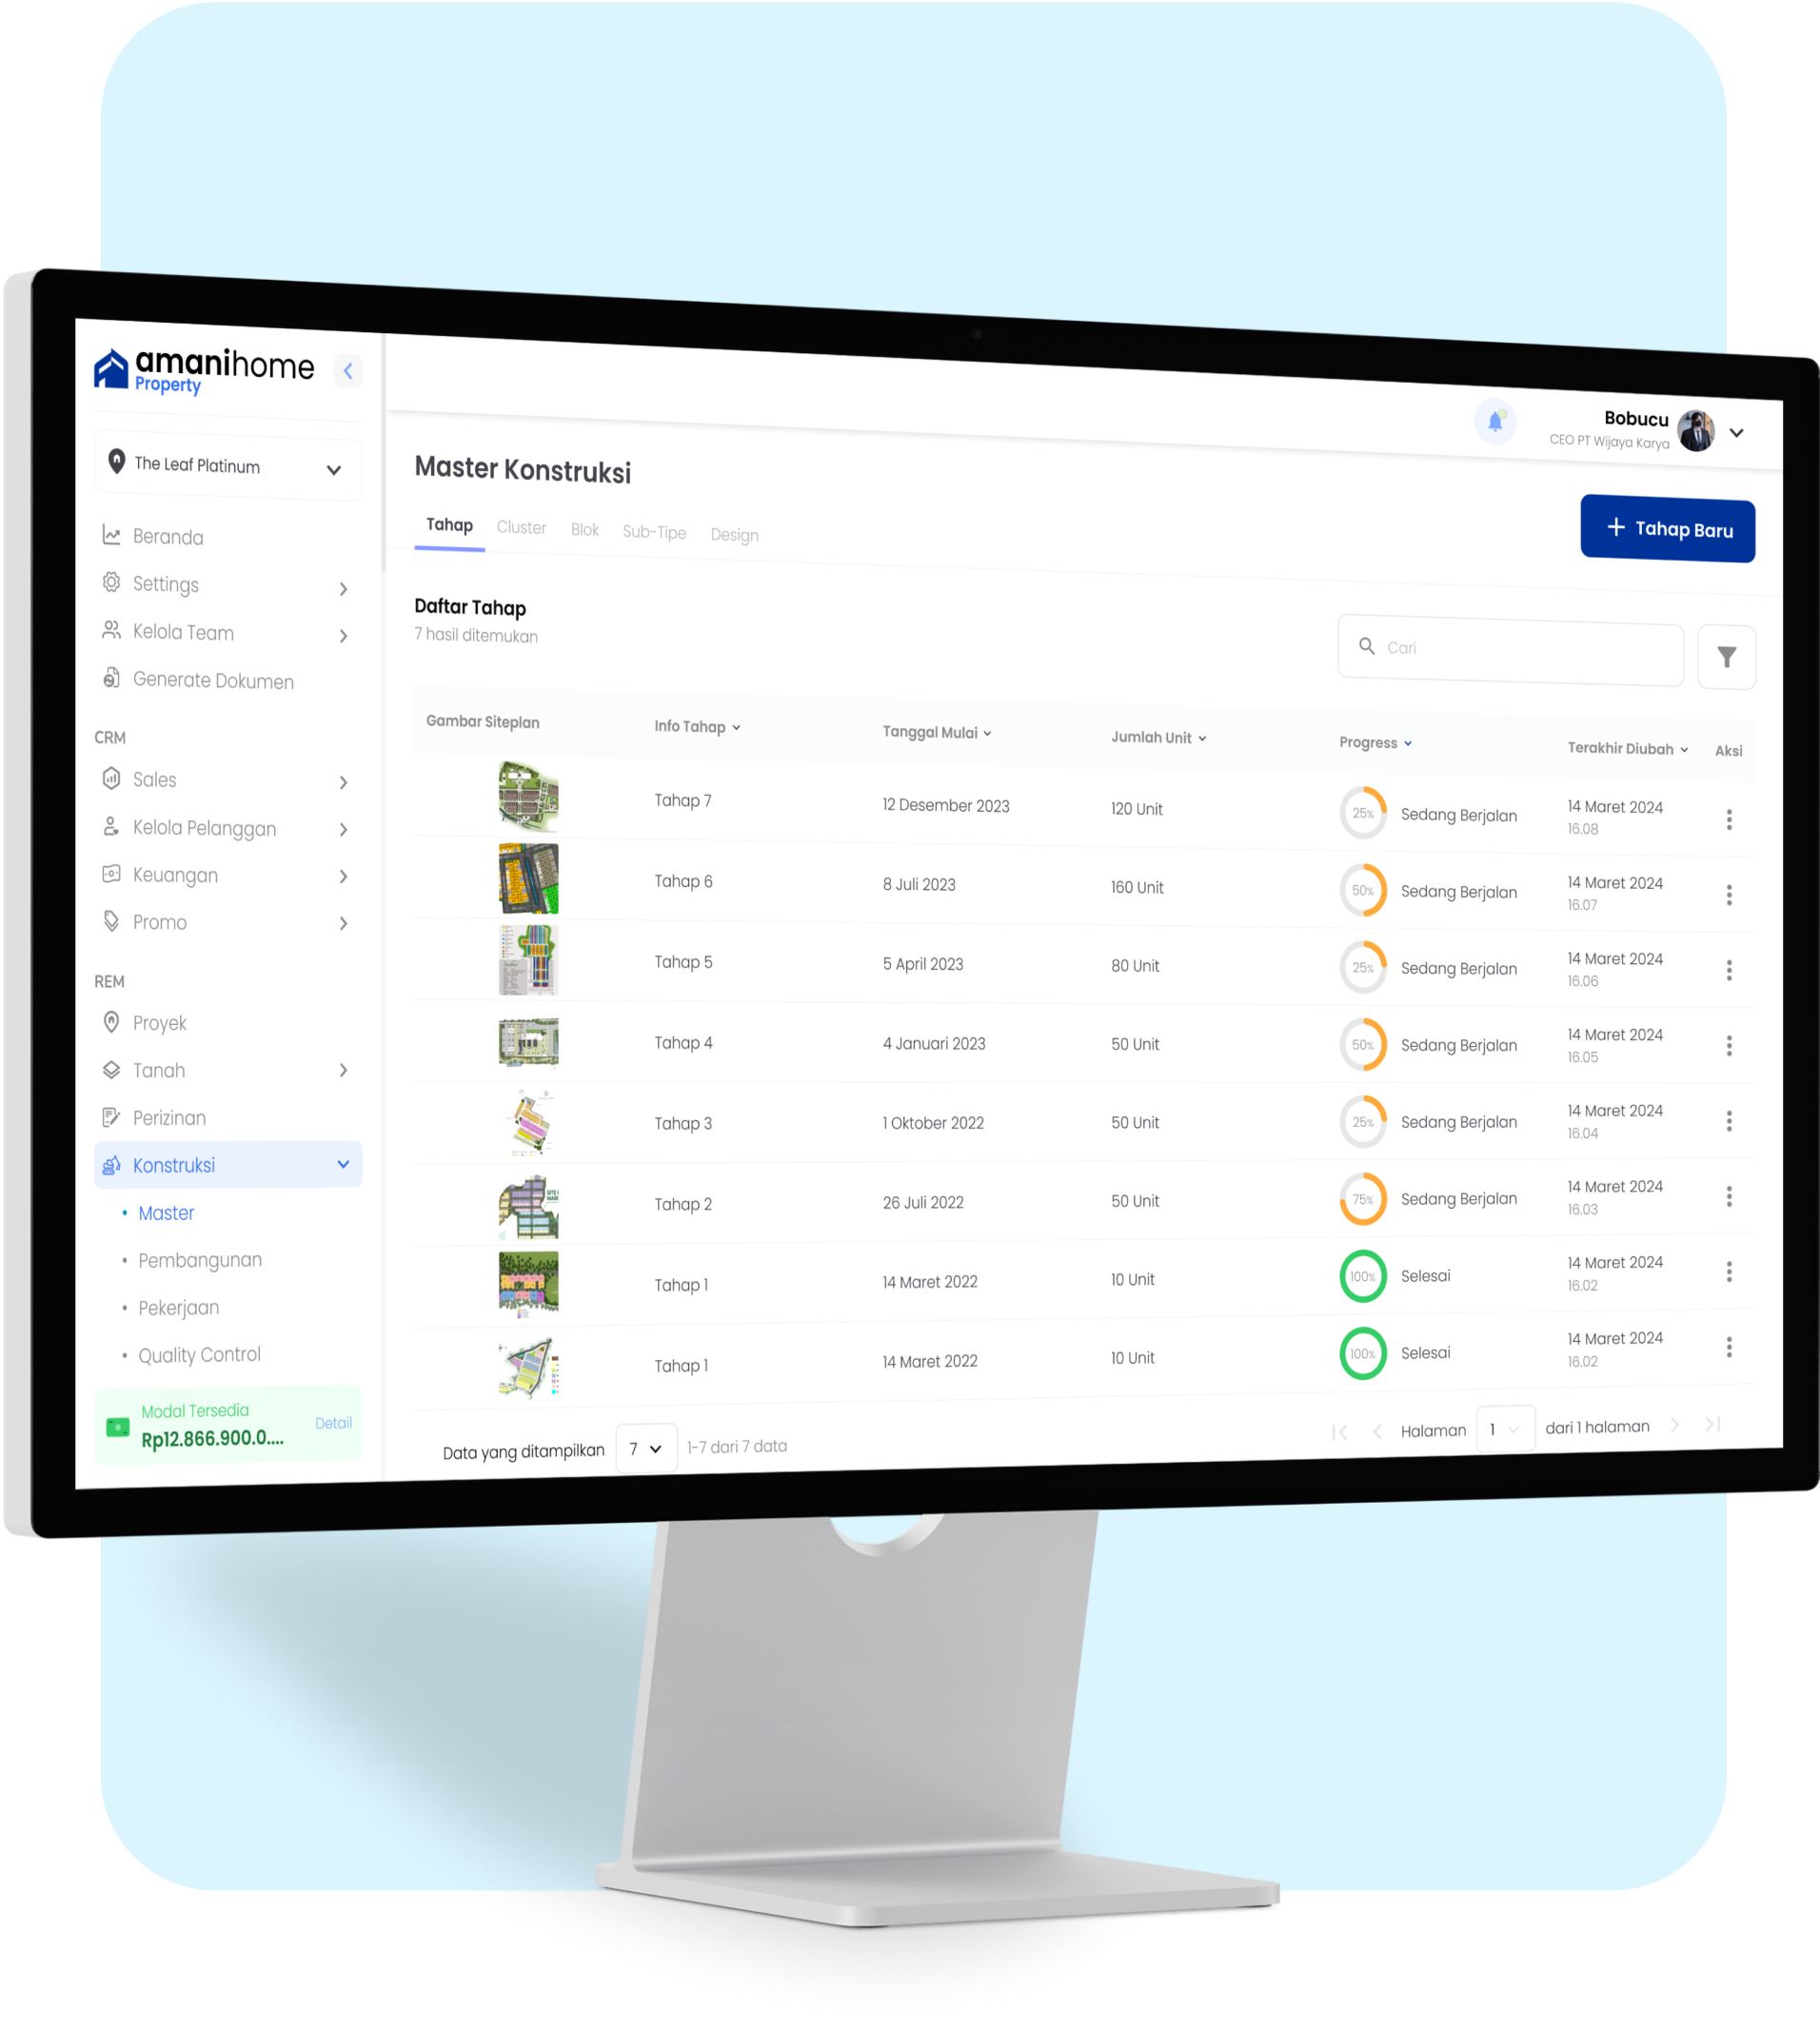 amanihome
Property
The Leaf Platinum
Beranda
Settings
Kelola Team
Generate Dokumen
CRM
Sales
Kelola Pelanggan
Keuangan
Promo
REM
Proyek
Tanah
Perizinan
Konstruksi
• Master
• Pembangunan
• Pekerjaan
• Quality Control
Modal Tersedia
Rp12.866.900.0....
Detail
Bobucu
CEO PT Wijaya Karya
Master Konstruksi
Tahap Cluster Blok Sub-Tipe Design
+ Tahap Baru
Daftar Tahap
7 hasil ditemukan
Cari
Gambar Siteplan Info Tahap Tanggal Mulai Jumlah Unit Progress Terakhir Diubah Aksi
Tahap 7 12 Desember 2023 120 Unit 25% Sedang Berjalan 14 Maret 2024
16.08
Tahap 6 8 Juli 2023 160 Unit 50% Sedang Berjalan 14 Maret 2024
16.07
Tahap 5 5 April 2023 80 Unit 25% Sedang Berjalan 14 Maret 2024
16.06
Tahap 4 4 Januari 2023 50 Unit 50% Sedang Berjalan 14 Maret 2024
16.05
Tahap 3 1 Oktober 2022 50 Unit 25% Sedang Berjalan 14 Maret 2024
16.04
Tahap 2 26 Juli 2022 50 Unit 75% Sedang Berjalan 14 Maret 2024
16.03
Tahap 1 14 Maret 2022 10 Unit 100% Selesai 14 Maret 2024
16.02
Tahap 1 14 Maret 2022 10 Unit 100% Selesai 14 Maret 2024
16.02
Data yang ditampilkan 7 1-7 dari 7 data
Halaman 1 dari 1 halaman